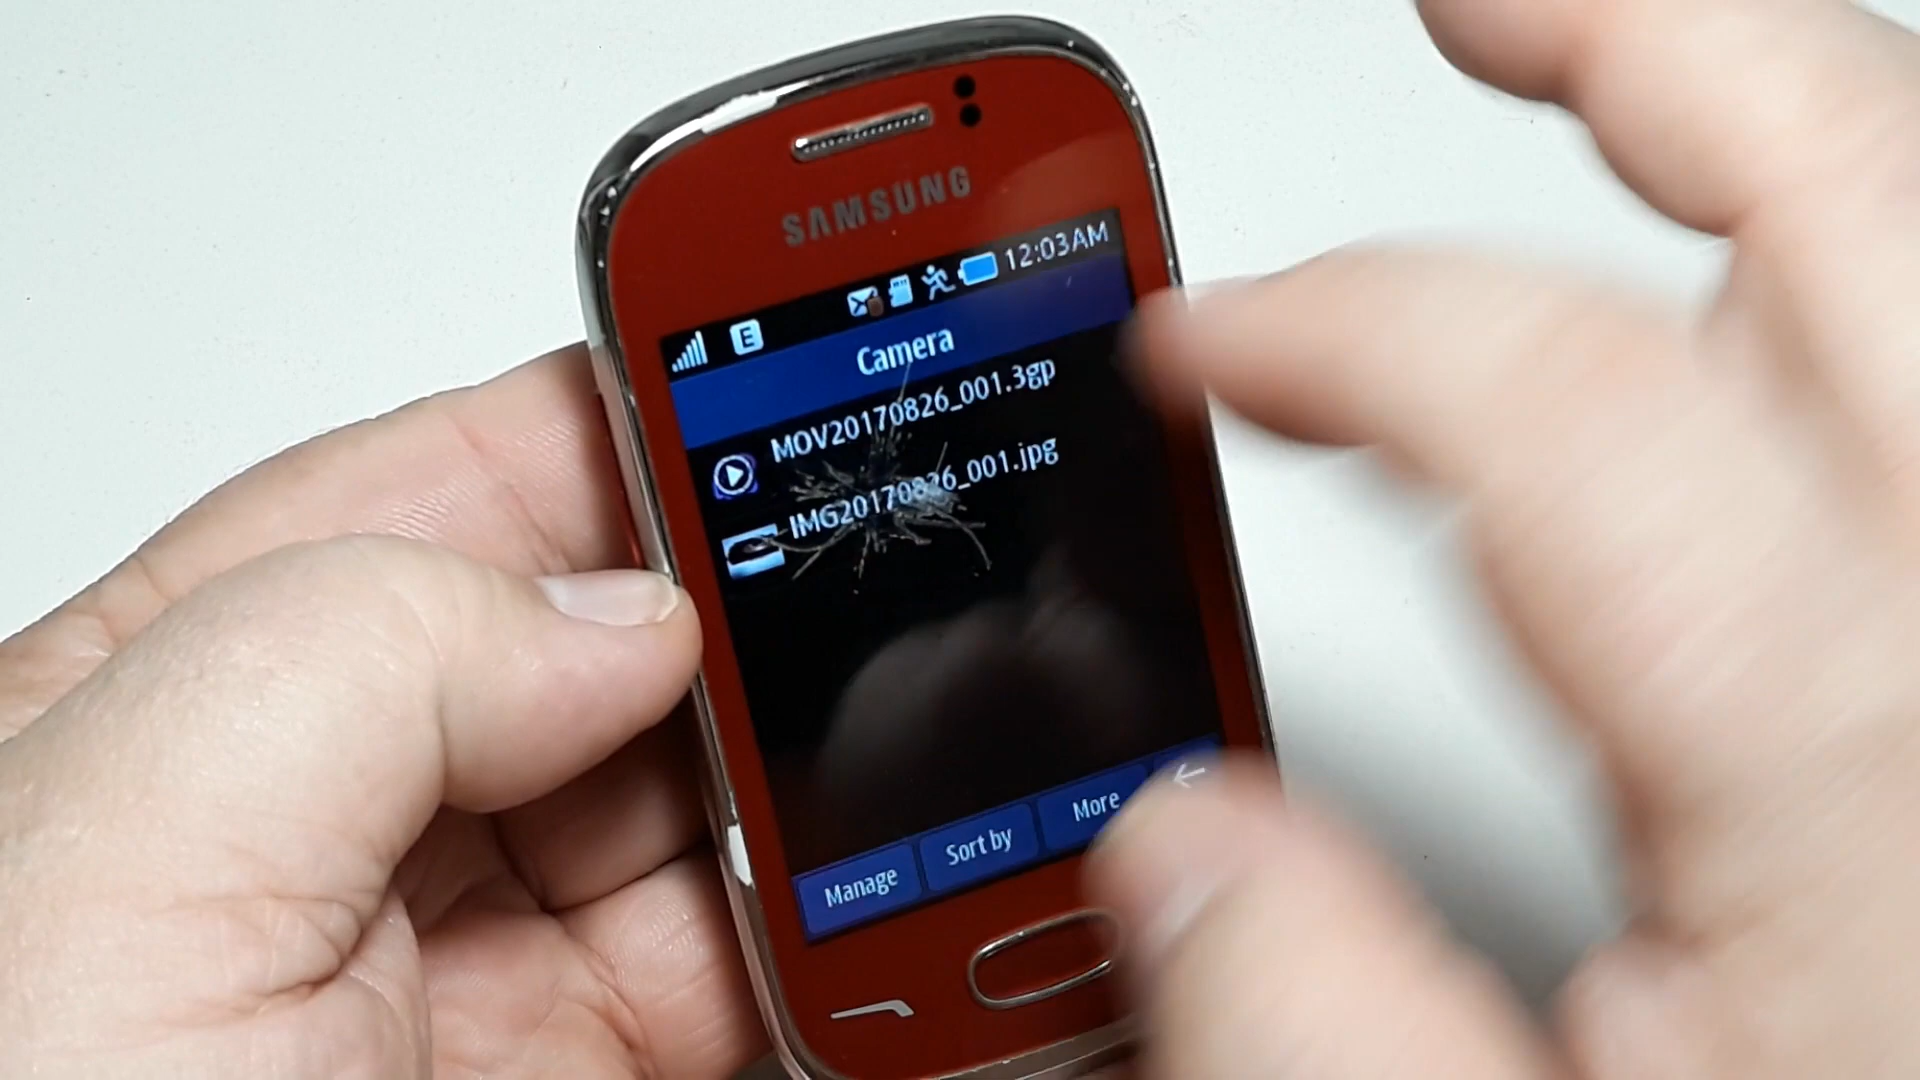 SAMSUNG
E
12:03AM
Camera
MOV20170826_001.3gp
IMG20170826_001.jpg
Manage
Sort by
More